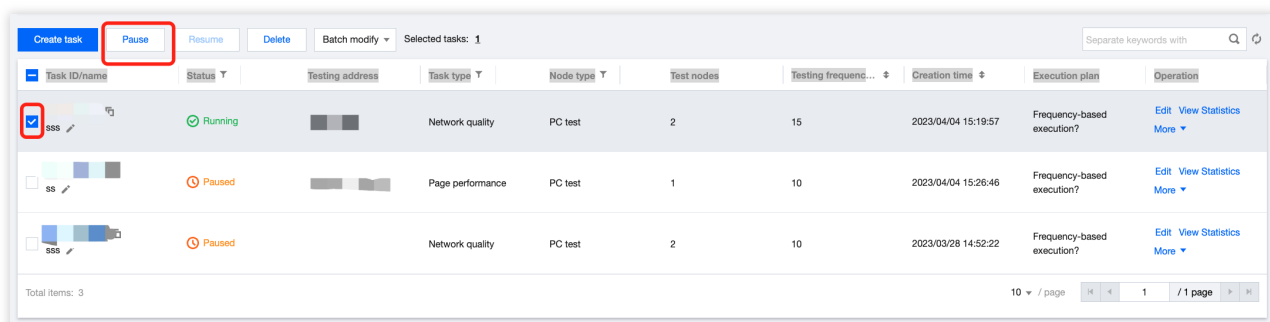 Create task Pause Resume Delete Batch modify Selected tasks: 1 Separate keywords with
Task ID/name Status Testing address Task type Node type Test nodes Testing frequenc... Creation time Execution plan Operation
sss Running Network quality PC test 2 15 2023/04/04 15:19:57 Frequency-based execution? Edit View Statistics More
ss Paused Page performance PC test 1 10 2023/04/04 15:26:46 Frequency-based execution? Edit View Statistics More
sss Paused Network quality PC test 2 10 2023/03/28 14:52:22 Frequency-based execution? Edit View Statistics More
Total items: 3 10 / page 1 / 1 page